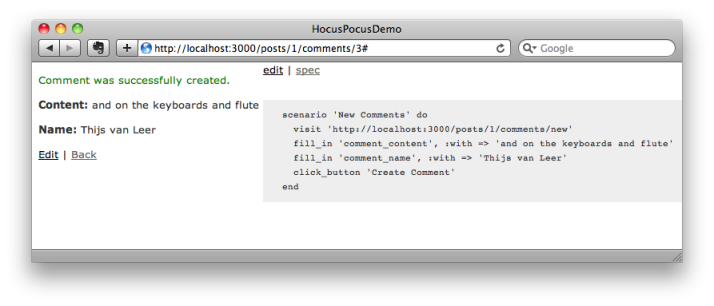 HocusPocusDemo
http://localhost:3000/posts/1/comments/3#
Google
Comment was successfully created.
Content: and on the keyboards and flute
Name: Thijs van Leer
Edit | Back
edit | spec
scenario 'New Comments' do
visit 'http://localhost:3000/posts/1/comments/new'
fill_in 'comment_content', :with => 'and on the keyboards and flute'
fill_in 'comment_name', :with => 'Thijs van Leer'
click_button 'Create Comment'
end